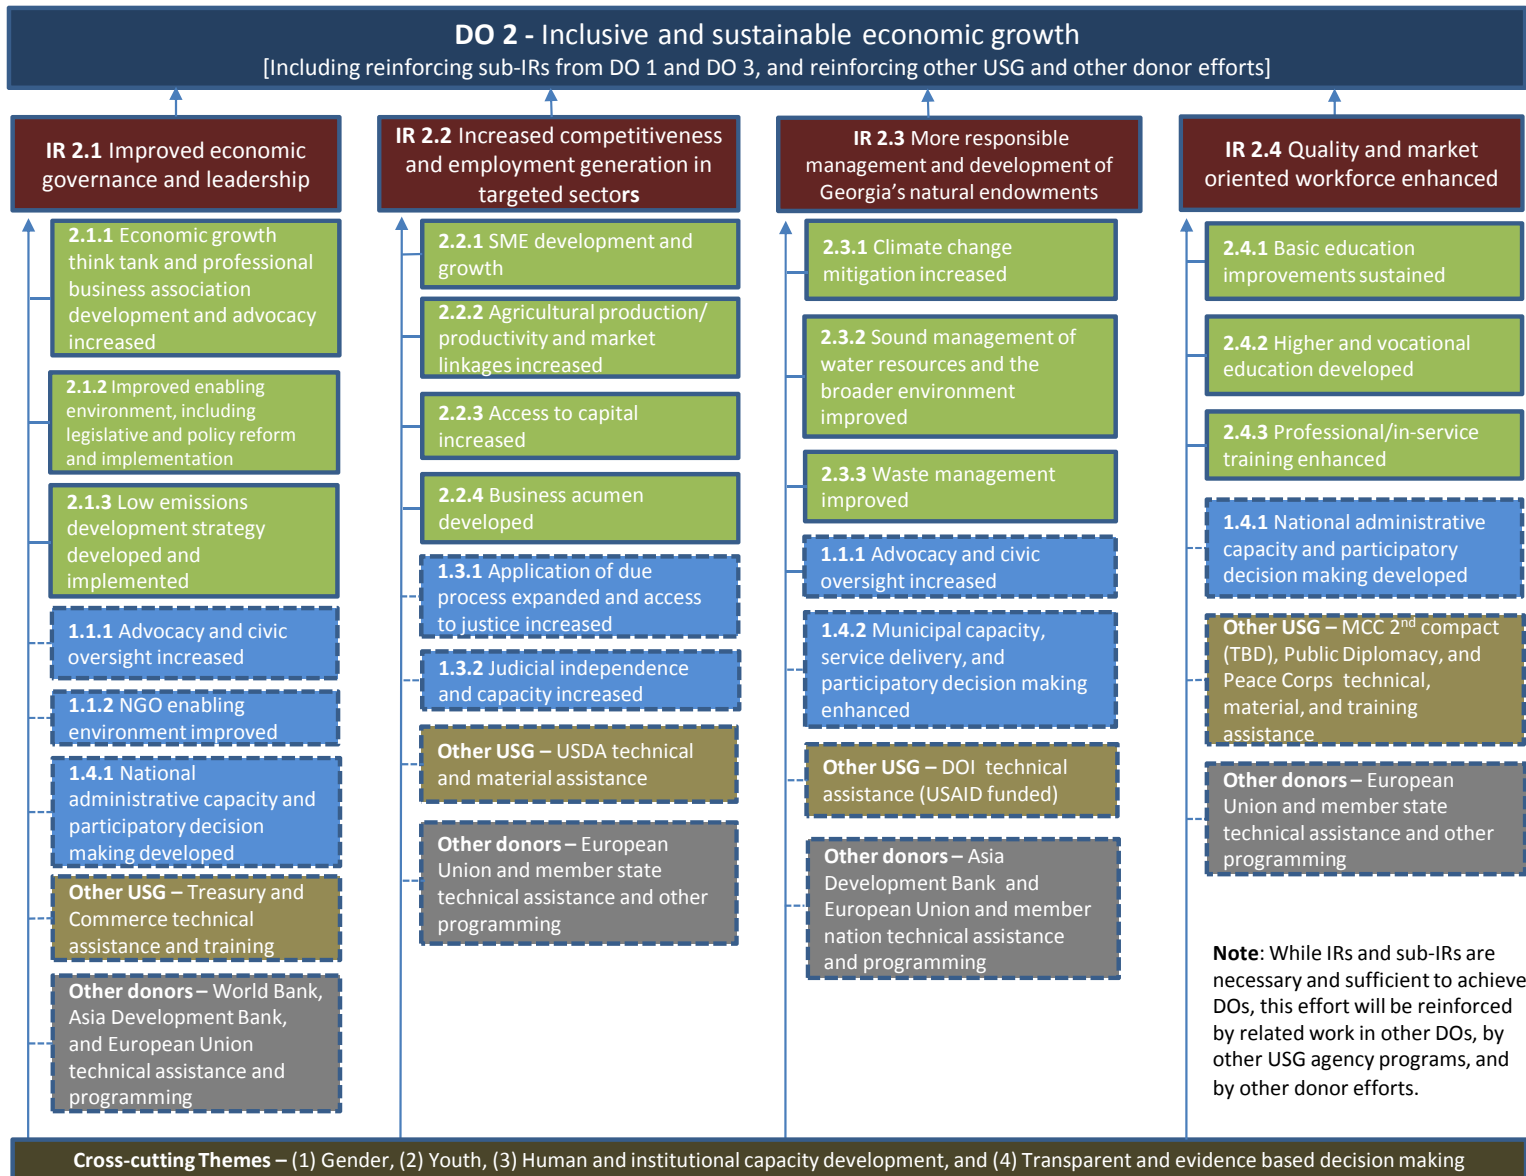 DO 2 - Inclusive and sustainable economic growth
[Including reinforcing sub-IRs from DO 1 and DO 3, and reinforcing other USG and other donor efforts]
IR 2.1 Improved economic
governance and leadership
2.1.1 Economic growth
think tank and professional
business association
development and advocacy
increased
2.1.2 Improved enabling
environment, including
legislative and policy reform
and implementation
2.1.3 Low emissions
development strategy
developed and
implemented
1.1.1 Advocacy and civic
oversight increased
1.1.2 NGO enabling
environment improved
1.4.1 National
administrative capacity and
participatory decision
making developed
Other USG – Treasury and
Commerce technical
assistance and training
Other donors – World Bank,
Asia Development Bank,
and European Union
technical assistance and
programming
IR 2.2 Increased competitiveness
and employment generation in
targeted sectors
2.2.1 SME development and
growth
2.2.2 Agricultural production/
productivity and market
linkages increased
2.2.3 Access to capital
increased
2.2.4 Business acumen
developed
1.3.1 Application of due
process expanded and access
to justice increased
1.3.2 Judicial independence
and capacity increased
Other USG – USDA technical
and material assistance
Other donors – European
Union and member state
technical assistance and other
programming
IR 2.3 More responsible
management and development of
Georgia's natural endowments
2.3.1 Climate change
mitigation increased
2.3.2 Sound management of
water resources and the
broader environment
improved
2.3.3 Waste management
improved
1.1.1 Advocacy and civic
oversight increased
1.4.2 Municipal capacity,
service delivery, and
participatory decision making
enhanced
Other USG – DOI technical
assistance (USAID funded)
Other donors – Asia
Development Bank and
European Union and member
nation technical assistance
and programming
IR 2.4 Quality and market
oriented workforce enhanced
2.4.1 Basic education
improvements sustained
2.4.2 Higher and vocational
education developed
2.4.3 Professional/in-service
training enhanced
1.4.1 National administrative
capacity and participatory
decision making developed
Other USG – MCC 2nd compact
(TBD), Public Diplomacy, and
Peace Corps technical,
material, and training
assistance
Other donors – European
Union and member state
technical assistance and other
programming
Note: While IRs and sub-IRs are
necessary and sufficient to achieve
DOs, this effort will be reinforced
by related work in other DOs, by
other USG agency programs, and
by other donor efforts.
Cross-cutting Themes – (1) Gender, (2) Youth, (3) Human and institutional capacity development, and (4) Transparent and evidence based decision making